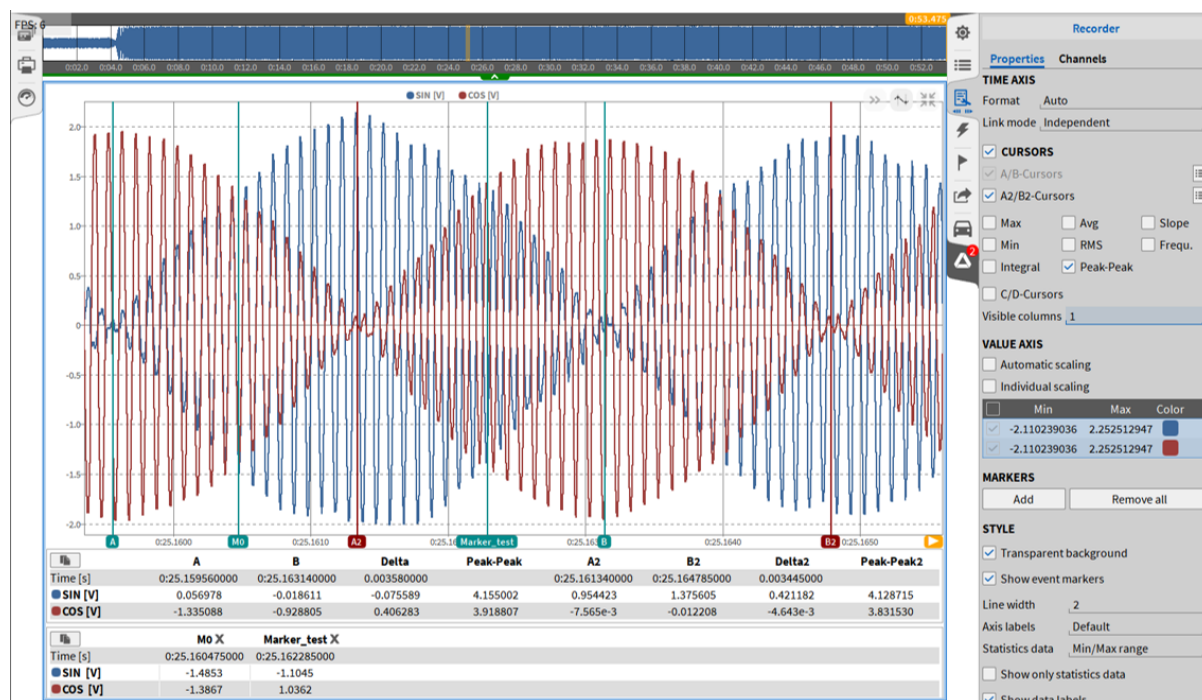 FPS: 6
0:53.475
0:02.0 0:04.0 0:06.0 0:08.0 0:10.0 0:12.0 0:14.0 0:16.0 0:18.0 0:20.0 0:22.0 0:24.0 0:26.0 0:28.0 0:30.0 0:32.0 0:34.0 0:36.0 0:38.0 0:40.0 0:42.0 0:44.0 0:46.0 0:48.0 0:50.0 0:52.0
SIN [V] COS [V]
2.0
1.5
1.0
0.5
0
-0.5
-1.0
-1.5
-2.0
A 0:25.1600 M0 0:25.1610 A2 0:25.16 Marker_test 0:25.163 B 0:25.1640 B2 0:25.1650
A B Delta Peak-Peak A2 B2 Delta2 Peak-Peak2
Time [s] 0:25.159560000 0:25.163140000 0.003580000 0:25.161340000 0:25.164785000 0.003445000
SIN [V] 0.056978 -0.018611 -0.075589 4.155002 0.954423 1.375605 0.421182 4.128715
COS [V] -1.335088 -0.928805 0.406283 3.918807 -7.565e-3 -0.012208 -4.643e-3 3.831530
M0 X Marker_test X
Time [s] 0:25.160475000 0:25.162285000
SIN [V] -1.4853 -1.1045
COS [V] -1.3867 1.0362
2
Recorder
Properties Channels
TIME AXIS
Format Auto
Link mode Independent
CURSORS
A/B-Cursors
A2/B2-Cursors
Max Avg Slope
Min RMS Frequ.
Integral Peak-Peak
C/D-Cursors
Visible columns 1
VALUE AXIS
Automatic scaling
Individual scaling
Min Max Color
-2.110239036 2.252512947
-2.110239036 2.252512947
MARKERS
Add Remove all
STYLE
Transparent background
Show event markers
Line width 2
Axis labels Default
Statistics data Min/Max range
Show only statistics data
Show data labels